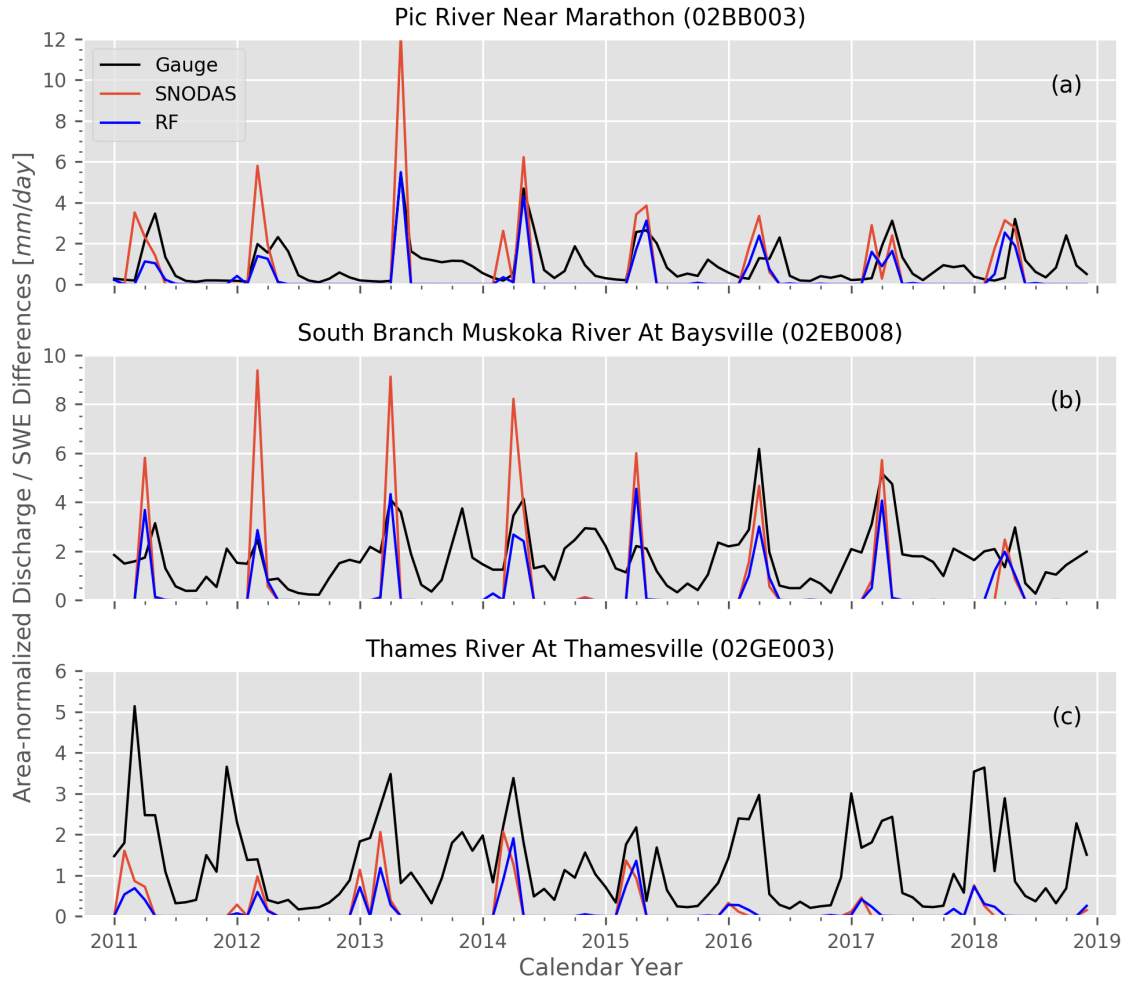 Pic River Near Marathon (02BB003)
12
10
8
6
4
2
0
Gauge
SNODAS
RF
(a)
South Branch Muskoka River At Baysville (02EB008)
10
8
6
4
2
0
(b)
Thames River At Thamesville (02GE003)
6
5
4
3
2
1
0
(c)
2011 2012 2013 2014 2015 2016 2017 2018 2019
Calendar Year
Area-normalized Discharge / SWE Differences [mm/day]